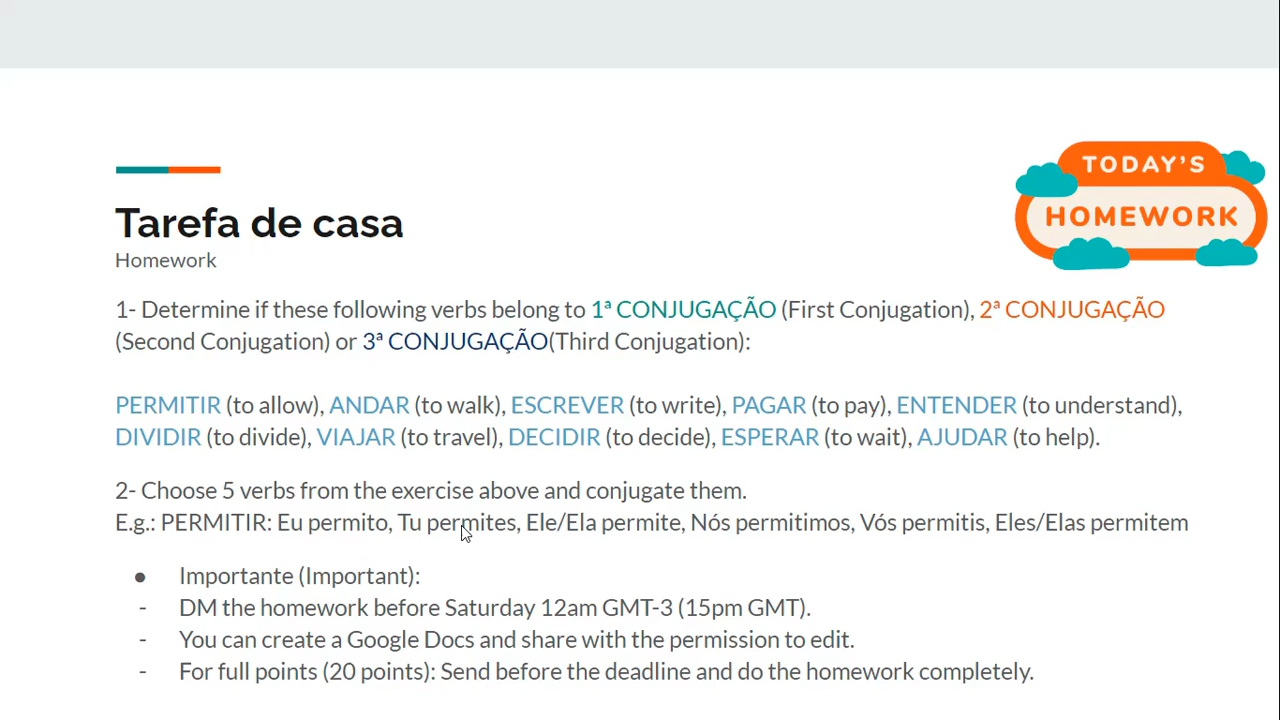 TODAY'S
HOMEWORK
Tarefa de casa
Homework
1- Determine if these following verbs belong to 1ª CONJUGAÇÃO (First Conjugation), 2ª CONJUGAÇÃO
(Second Conjugation) or 3ª CONJUGAÇÃO(Third Conjugation):
PERMITIR (to allow), ANDAR (to walk), ESCREVER (to write), PAGAR (to pay), ENTENDER (to understand),
DIVIDIR (to divide), VIAJAR (to travel), DECIDIR (to decide), ESPERAR (to wait), AJUDAR (to help).
2- Choose 5 verbs from the exercise above and conjugate them.
E.g.: PERMITIR: Eu permito, Tu permites, Ele/Ela permite, Nós permitimos, Vós permitis, Eles/Elas permitem
● Importante (Important):
- DM the homework before Saturday 12am GMT-3 (15pm GMT).
- You can create a Google Docs and share with the permission to edit.
- For full points (20 points): Send before the deadline and do the homework completely.